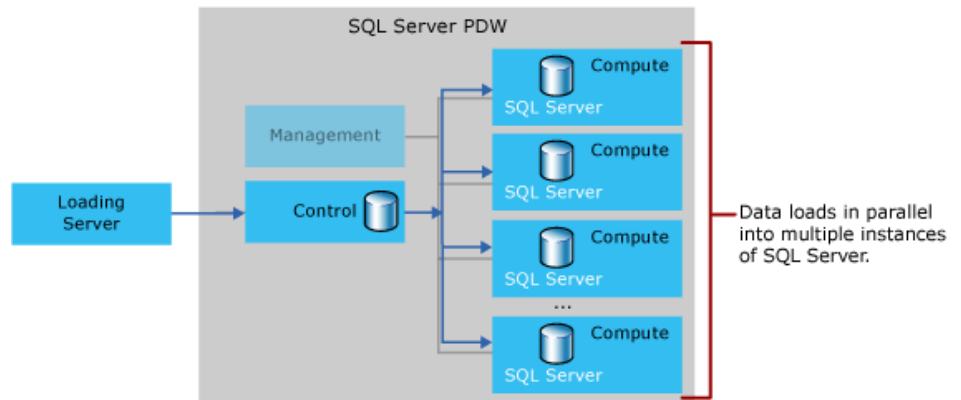 SQL Server PDW
Compute
SQL Server
Management
Compute
SQL Server
Loading
Server
Control
Compute
SQL Server
Data loads in parallel
into multiple instances
of SQL Server.
...
Compute
SQL Server